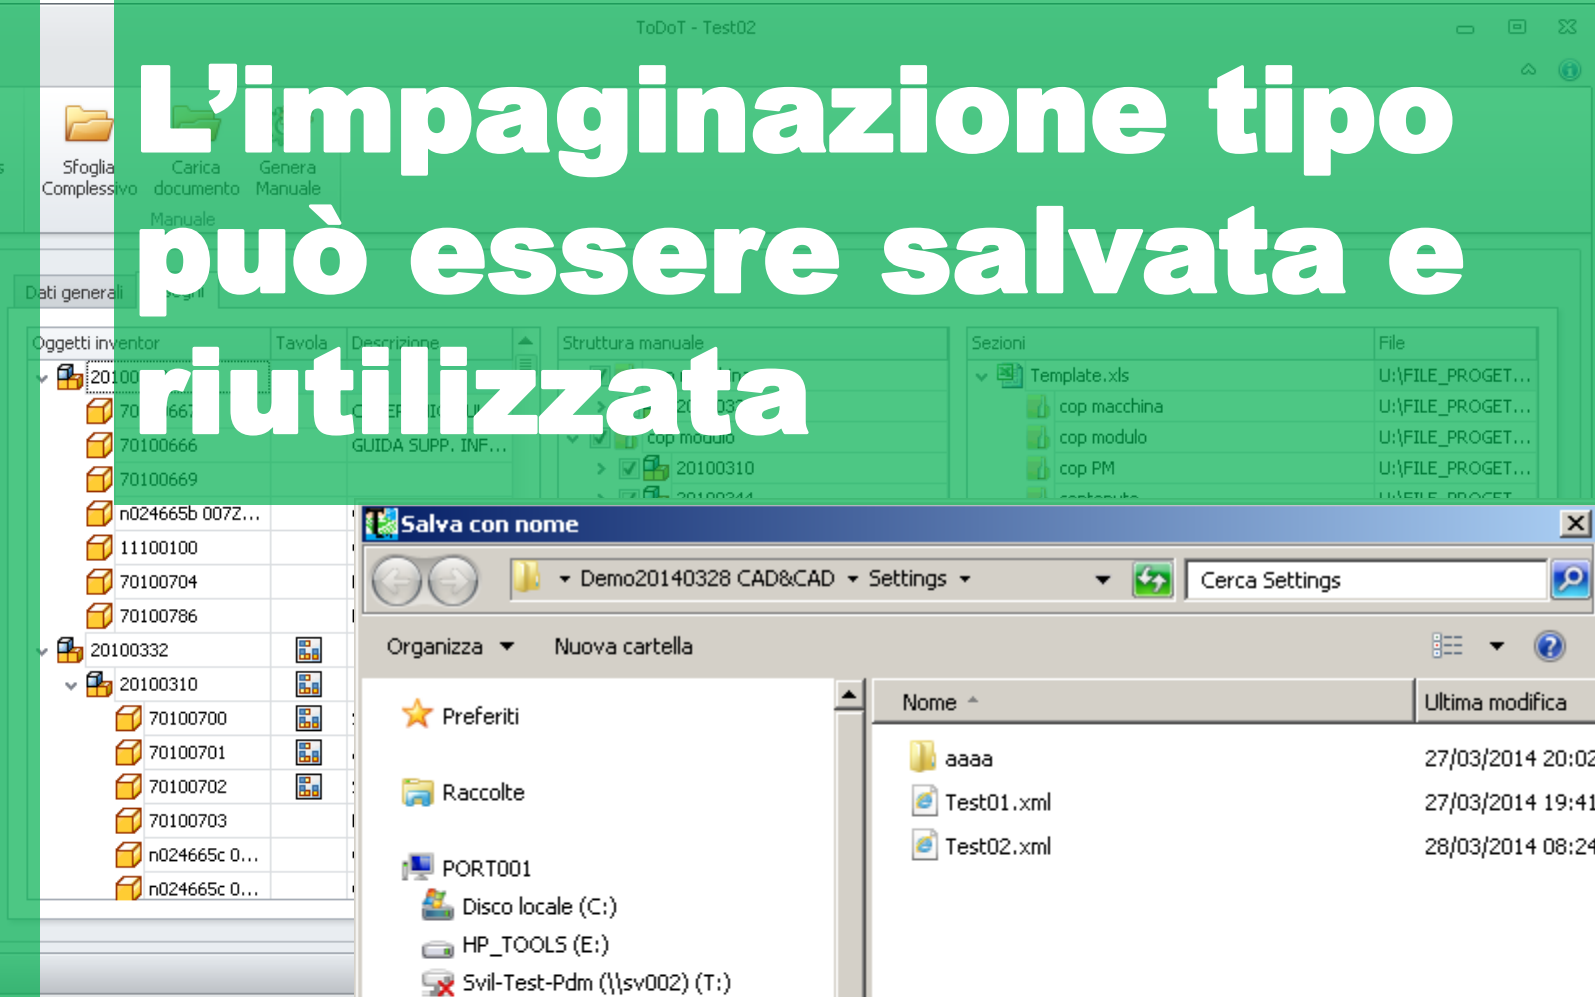 ToDoT - Test02
L'impaginazione tipo
può essere salvata e
riutilizzata
Sfoglia
Complessivo
Carica
documento
Genera
Manuale
Manuale
Dati generali
Oggetti inventor
Tavola
Descrizione
70100666
GUIDA SUPP. INF...
70100669
n024665b 007Z...
11100100
70100704
70100786
20100332
20100310
70100700
70100701
70100702
70100703
n024665c 0...
n024665c 0...
Struttura manuale
cop modulo
20100310
20100344
Sezioni
File
Template.xls
U:\FILE_PROGET...
cop macchina
U:\FILE_PROGET...
cop modulo
U:\FILE_PROGET...
cop PM
U:\FILE_PROGET...
contenuto
U:\FILE_PROGET...
Salva con nome
Demo20140328 CAD&CAD
Settings
Cerca Settings
Organizza
Nuova cartella
Preferiti
Raccolte
PORT001
Disco locale (C:)
HP_TOOLS (E:)
Svil-Test-Pdm (\\sv002) (T:)
Nome
Ultima modifica
aaaa
27/03/2014 20:02
Test01.xml
27/03/2014 19:41
Test02.xml
28/03/2014 08:24